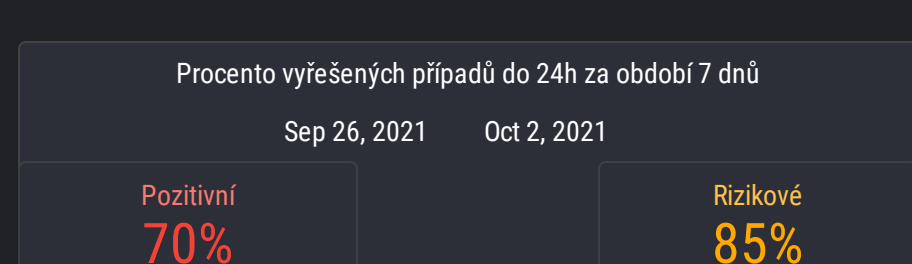 Procento vyřešených případů do 24h za období 7 dnů
Sep 26, 2021 Oct 2, 2021
Pozitivní Rizikové
70% 85%